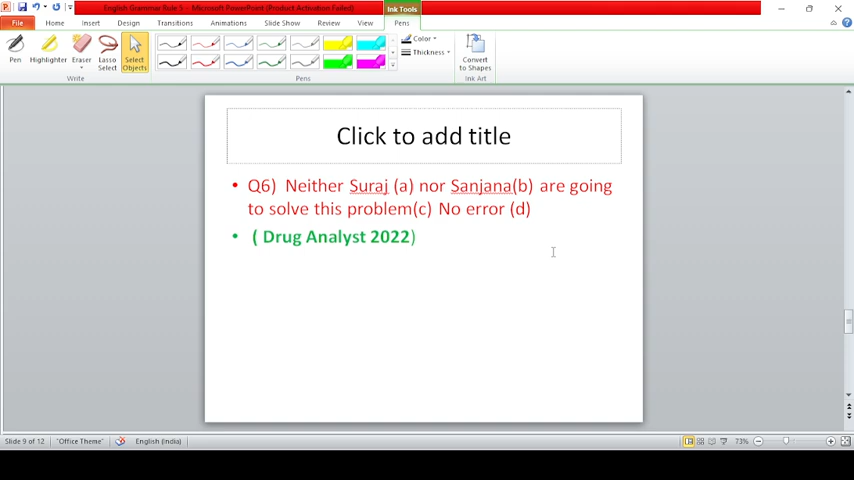 English Grammar Rule 5 - Microsoft PowerPoint (Product Activation Failed)
Ink Tools
File Home Insert Design Transitions Animations Slide Show Review View Pens
Pen Highlighter Eraser Lasso Select Select Objects
Color
Thickness
Convert to Shapes
Write Pens Ink Art
Click to add title
• Q6) Neither Suraj (a) nor Sanjana(b) are going
to solve this problem(c) No error (d)
• ( Drug Analyst 2022)
Slide 9 of 12 "Office Theme" English (India) 73%